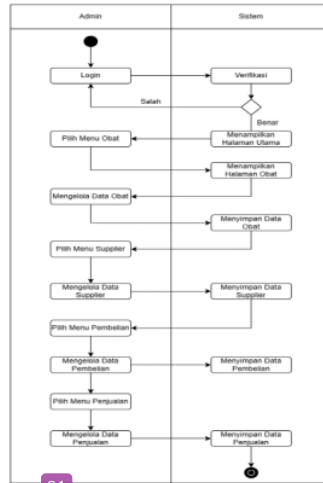 Admin
Sistem
Login
Verifikasi
Salah
Benar
Pilih Menu Obat
Menampilkan
Halaman Utama
Menampilkan
Halaman Obat
Mengelola Data Obat
Menyimpan Data
Obat
Pilih Menu Supplier
Mengelola Data
Supplier
Menyimpan Data
Supplier
Pilih Menu Pembelian
Mengelola Data
Pembelian
Menyimpan Data
Pembelian
Pilih Menu Penjualan
Mengelola Data
Penjualan
Menyimpan Data
Penjualan